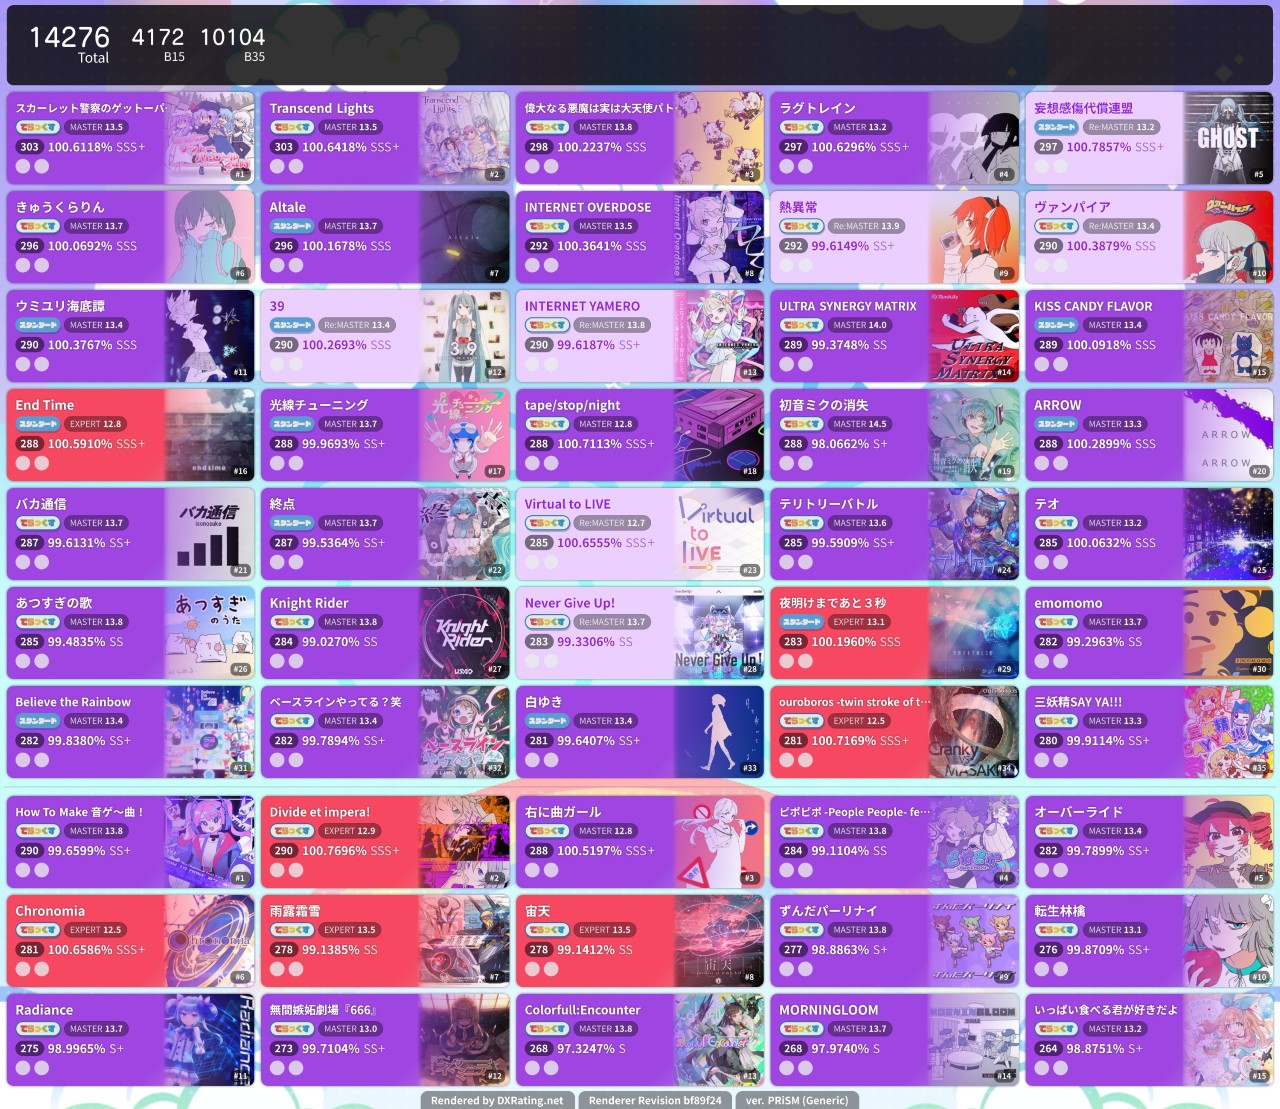 14276 4172 10104
Total B15 B35
スカーレット警察のゲットーパ
でらっくす MASTER 13.5
303 100.6118% SSS+
#1
Transcend Lights
でらっくす MASTER 13.5
303 100.6418% SSS+
#2
偉大なる悪魔は実は大天使パト
でらっくす MASTER 13.8
298 100.2237% SSS
#3
ラグトレイン
でらっくす MASTER 13.2
297 100.6296% SSS+
#4
妄想感傷代償連盟
スタンダード Re:MASTER 13.2
297 100.7857% SSS+
GHOST
#5
きゅうくらりん
でらっくす MASTER 13.7
296 100.0692% SSS
#6
Altale
スタンダード MASTER 13.7
296 100.1678% SSS
#7
INTERNET OVERDOSE
でらっくす MASTER 13.5
292 100.3641% SSS
#8
熱異常
でらっくす Re:MASTER 13.9
292 99.6149% SS+
#9
ヴァンパイア
でらっくす Re:MASTER 13.4
290 100.3879% SSS
#10
ウミユリ海底譚
スタンダード MASTER 13.4
290 100.3767% SSS
#11
39
スタンダード Re:MASTER 13.4
290 100.2693% SSS
#12
INTERNET YAMERO
でらっくす Re:MASTER 13.8
290 99.6187% SS+
#13
ULTRA SYNERGY MATRIX
でらっくす MASTER 14.0
289 99.3748% SS
ULTRA SYNERGY MATRIX
#14
KISS CANDY FLAVOR
スタンダード MASTER 13.4
289 100.0918% SSS
KISS CANDY FLAVOR
#15
End Time
スタンダード EXPERT 12.8
288 100.5910% SSS+
endtime
#16
光線チューニング
でらっくす MASTER 13.7
288 99.9693% SS+
#17
tape/stop/night
でらっくす MASTER 12.8
288 100.7113% SSS+
#18
初音ミクの消失
でらっくす MASTER 14.5
288 98.0662% S+
#19
ARROW
スタンダード MASTER 13.3
288 100.2899% SSS
ARROW
ARROW
#20
バカ通信
でらっくす MASTER 13.7
287 99.6131% SS+
バカ通信
#21
終点
スタンダード MASTER 13.7
287 99.5364% SS+
#22
Virtual to LIVE
でらっくす Re:MASTER 12.7
285 100.6555% SSS+
Virtual to LIVE
#23
テリトリーバトル
でらっくす MASTER 13.6
285 99.5909% SS+
#24
テオ
でらっくす MASTER 13.2
285 100.0632% SSS
#25
あつすぎの歌
でらっくす MASTER 13.8
285 99.4835% SS
あつすぎのうた
#26
Knight Rider
でらっくす MASTER 13.8
284 99.0270% SS
Knight Rider
#27
Never Give Up!
でらっくす Re:MASTER 13.7
283 99.3306% SS
Never Give Up!
#28
夜明けまであと３秒
スタンダード EXPERT 13.1
283 100.1960% SSS
#29
emomomo
でらっくす MASTER 13.7
282 99.2963% SS
#30
Believe the Rainbow
スタンダード MASTER 13.4
282 99.8380% SS+
#31
ベースラインやってる？笑
でらっくす MASTER 13.4
282 99.7894% SS+
ベースライン
#32
白ゆき
スタンダード MASTER 13.4
281 99.6407% SS+
#33
ouroboros -twin stroke of t…
でらっくす EXPERT 12.5
281 100.7169% SSS+
Cranky
MASAKI
#34
三妖精SAY YA!!!
でらっくす MASTER 13.3
280 99.9114% SS+
#35
How To Make 音ゲ～曲！
でらっくす MASTER 13.8
290 99.6599% SS+
#1
Divide et impera!
でらっくす EXPERT 12.9
290 100.7696% SSS+
#2
右に曲ガール
でらっくす MASTER 12.8
288 100.5197% SSS+
#3
ピポピポ -People People- fe…
でらっくす MASTER 13.8
284 99.1104% SS
#4
オーバーライド
でらっくす MASTER 13.4
282 99.7899% SS+
オーバーライド
#5
Chronomia
でらっくす EXPERT 12.5
281 100.6586% SSS+
Chronomia
#6
雨露霜雪
でらっくす EXPERT 13.5
278 99.1385% SS
#7
宙天
でらっくす EXPERT 13.5
278 99.1412% SS
宙天
#8
ずんだパーリナイ
でらっくす MASTER 13.8
277 98.8863% S+
ずんだパーリナイ
#9
転生林檎
でらっくす MASTER 13.1
276 99.8709% SS+
#10
Radiance
でらっくす MASTER 13.7
275 98.9965% S+
Radiance
#11
無間嫉妬劇場『666』
でらっくす MASTER 13.0
273 99.7104% SS+
#12
Colorfull:Encounter
でらっくす MASTER 13.8
268 97.3247% S
#13
MORNINGLOOM
でらっくす MASTER 13.7
268 97.9740% S
MORNINGLOOM
#14
いっぱい食べる君が好きだよ
でらっくす MASTER 13.2
264 98.8751% S+
#15
Rendered by DXRating.net Renderer Revision bf89f24 ver. PRiSM (Generic)